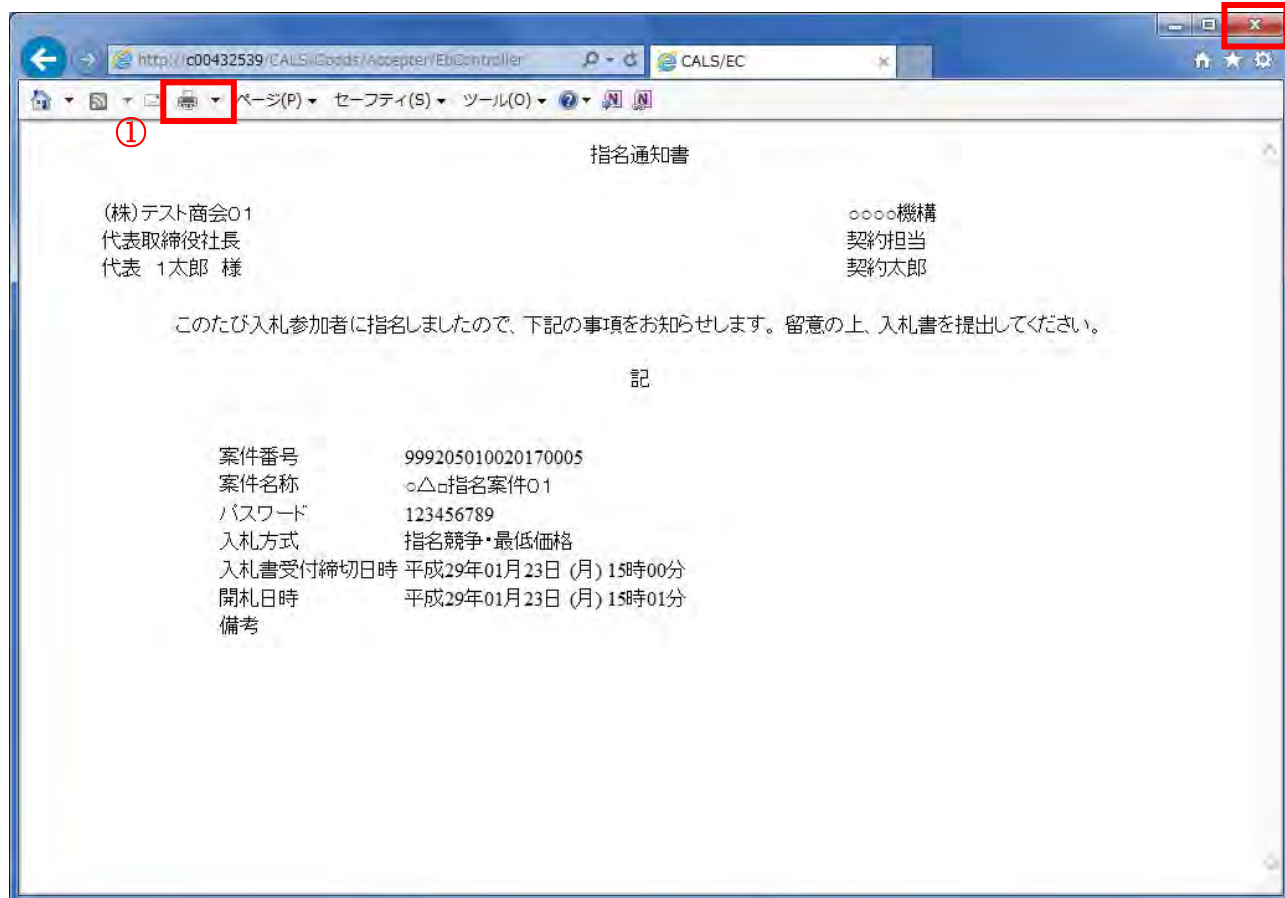 http://c00432539/CALS/Goods/Accepter/EbController
CALS/EC
ページ(P) セーフティ(S) ツール(O)
①
指名通知書
(株)テスト商会01
○○○○機構
代表取締役社長
契約担当
代表 1太郎 様
契約太郎
このたび入札参加者に指名しましたので、下記の事項をお知らせします。留意の上、入札書を提出してください。
記
案件番号 999205010020170005
案件名称 ○△□指名案件01
パスワード 123456789
入札方式 指名競争・最低価格
入札書受付締切日時 平成29年01月23日 (月) 15時00分
開札日時 平成29年01月23日 (月) 15時01分
備考